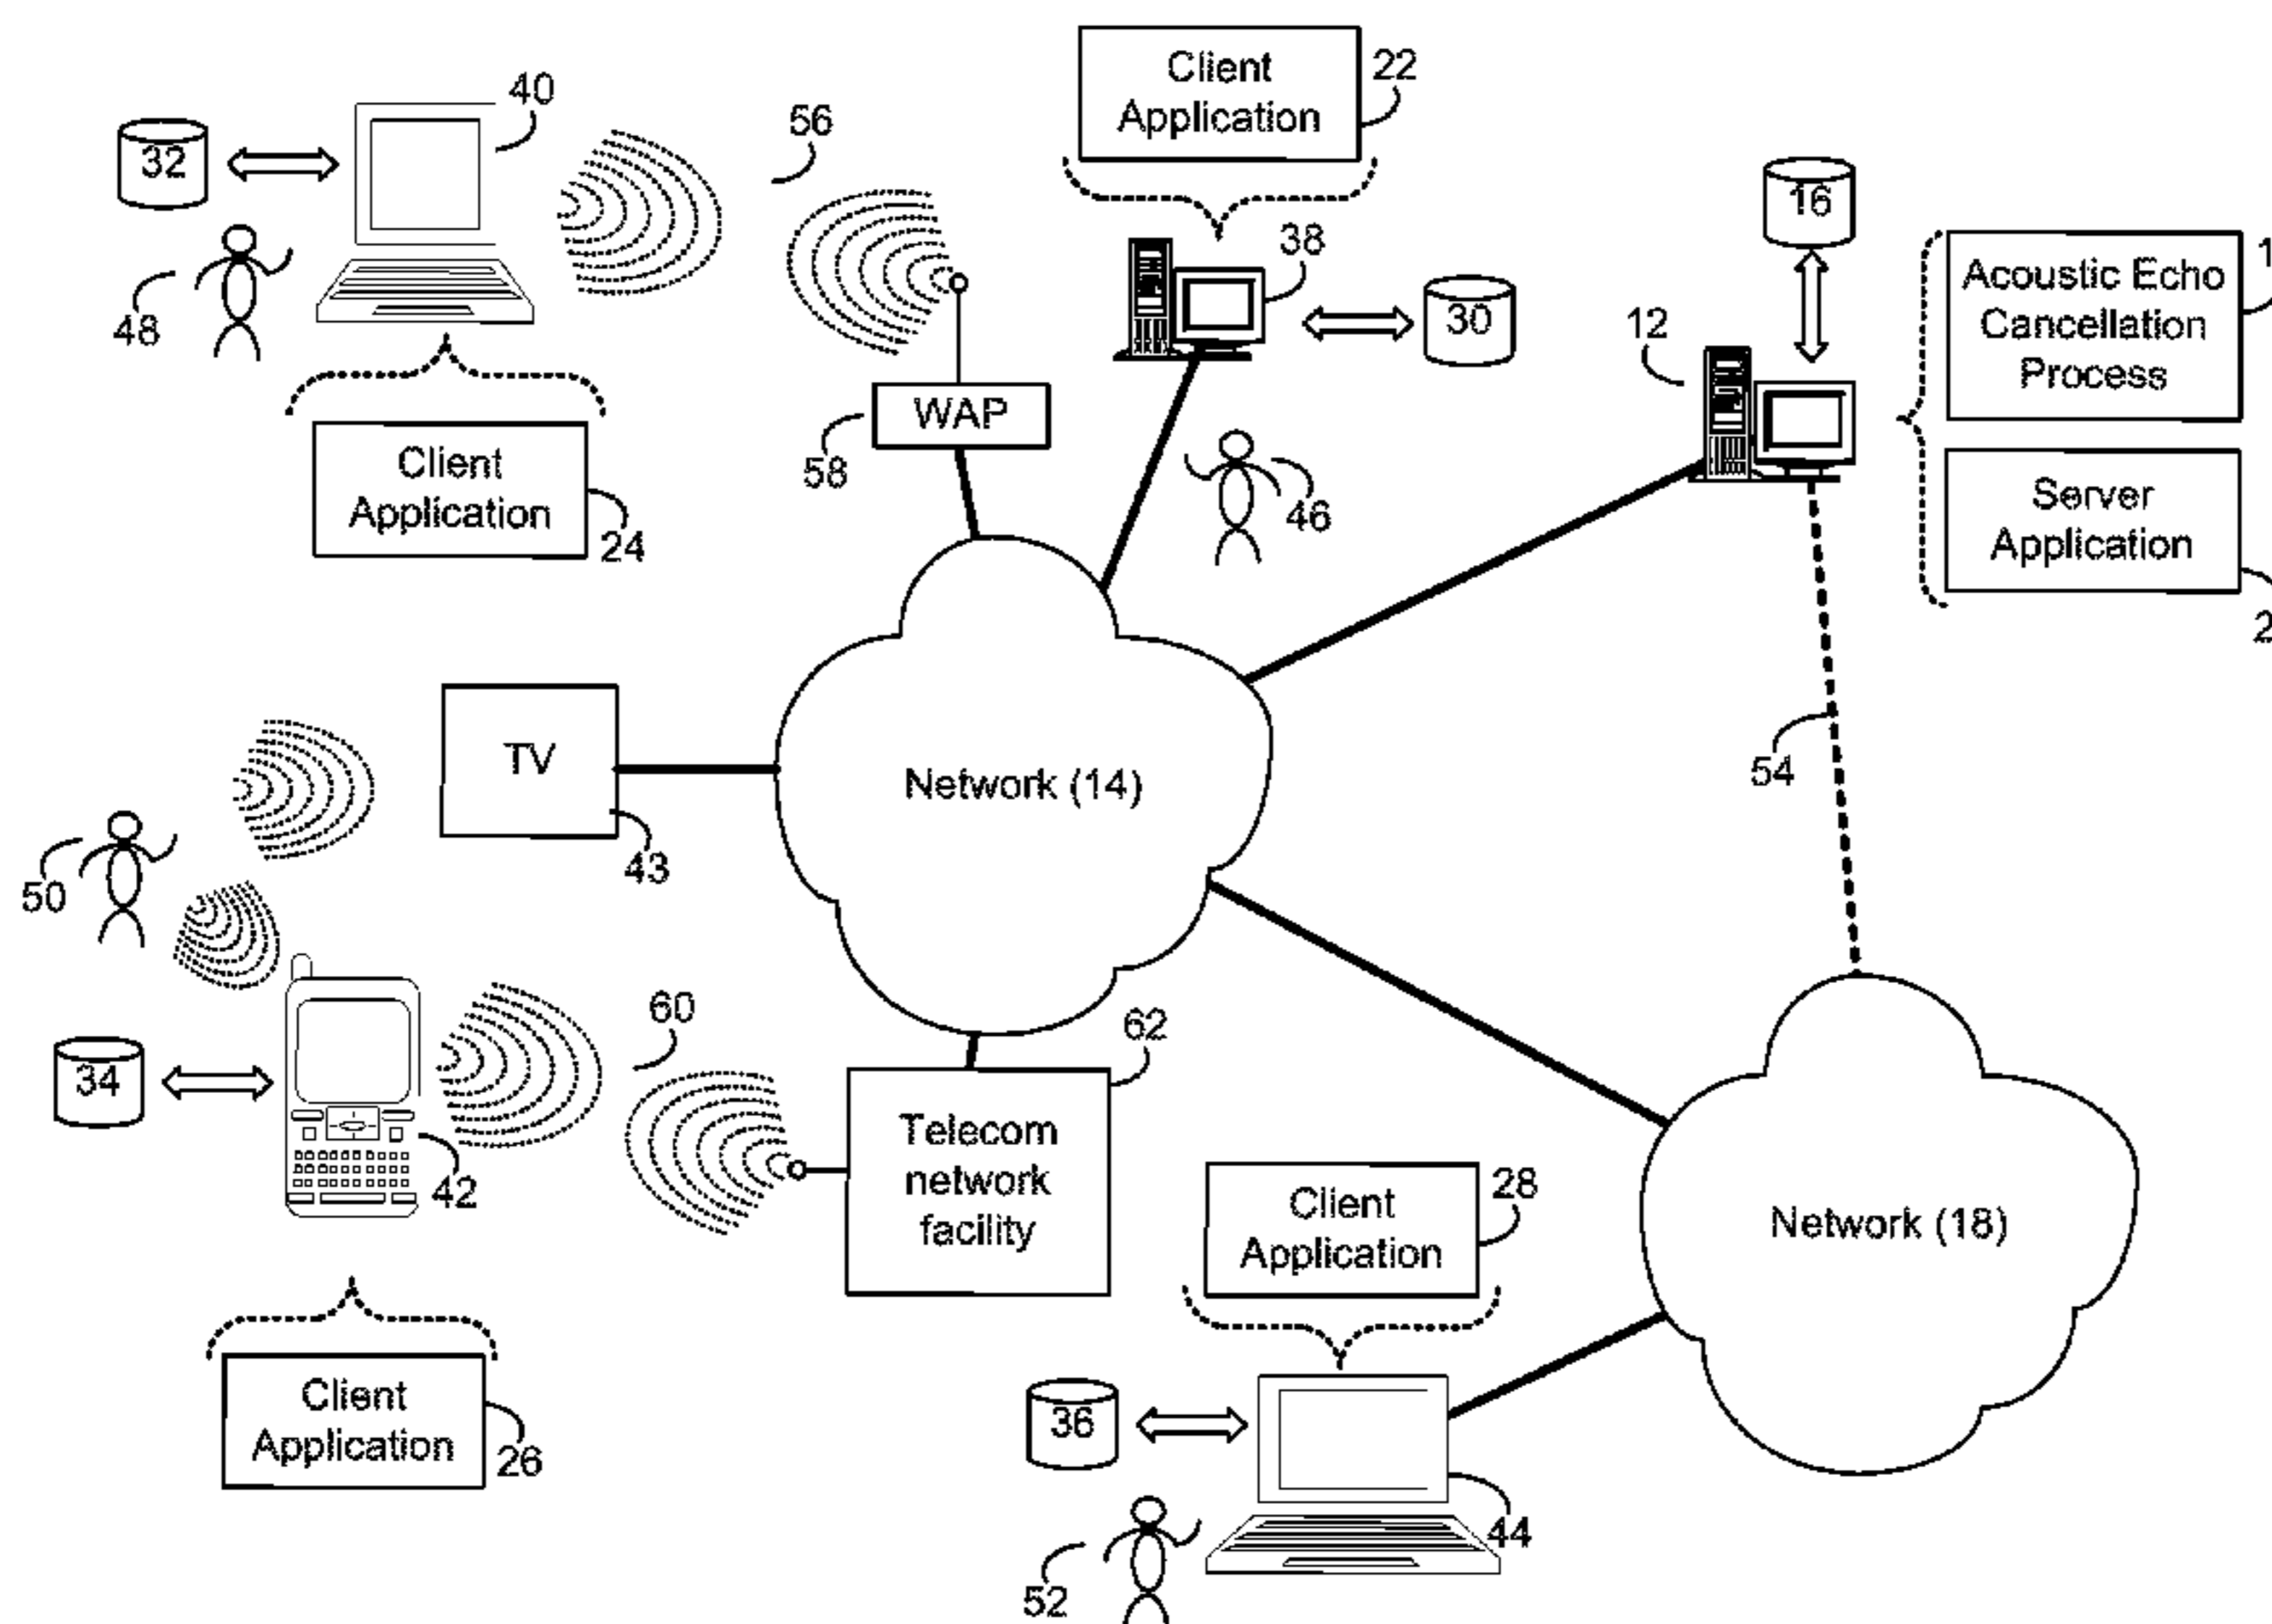 Client
Application
22
40
56
32
48
Client
Application
24
WAP
58
38
30
46
16
12
Acoustic Echo
Cancellation
Process
Server
Application
54
TV
43
50
Network (14)
34
42
60
62
Telecom
network
facility
Client
Application
26
Client
Application
28
Network (18)
36
44
52